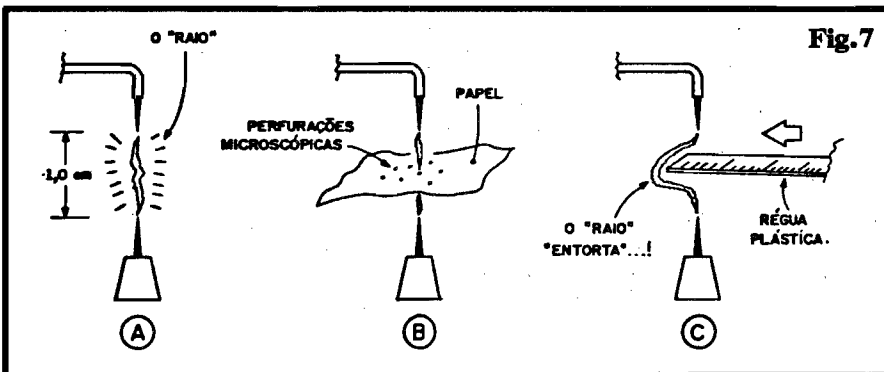 Fig.7
O "RAIO"
-1,0 cm
A
PERFURAÇÕES
MICROSCÓPICAS
PAPEL
B
O "RAIO"
"ENTORTA"...!
RÉGUA
PLÁSTICA.
C